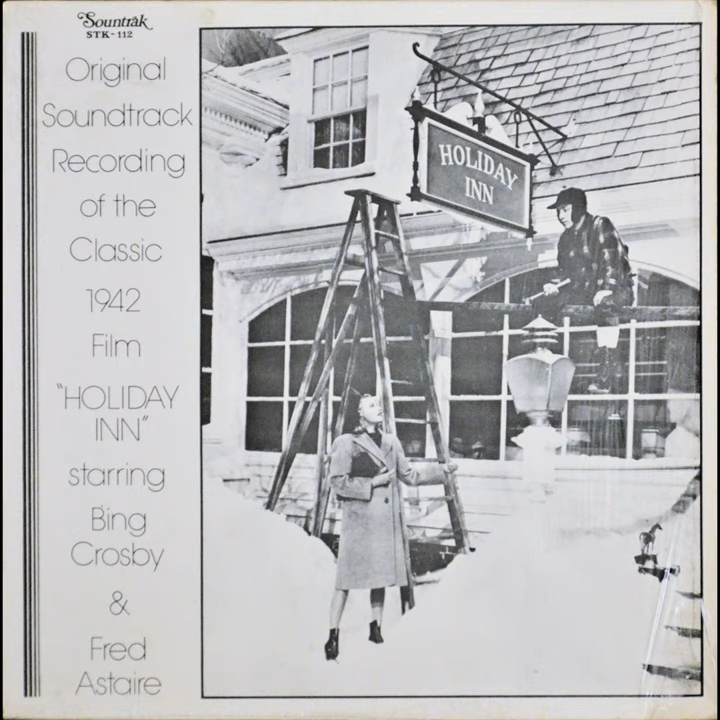 Sountrak
STK-112
Original
Soundtrack
Recording
of the
Classic
1942
Film
"HOLIDAY
INN"
starring
Bing
Crosby
&
Fred
Astaire
HOLIDAY
INN